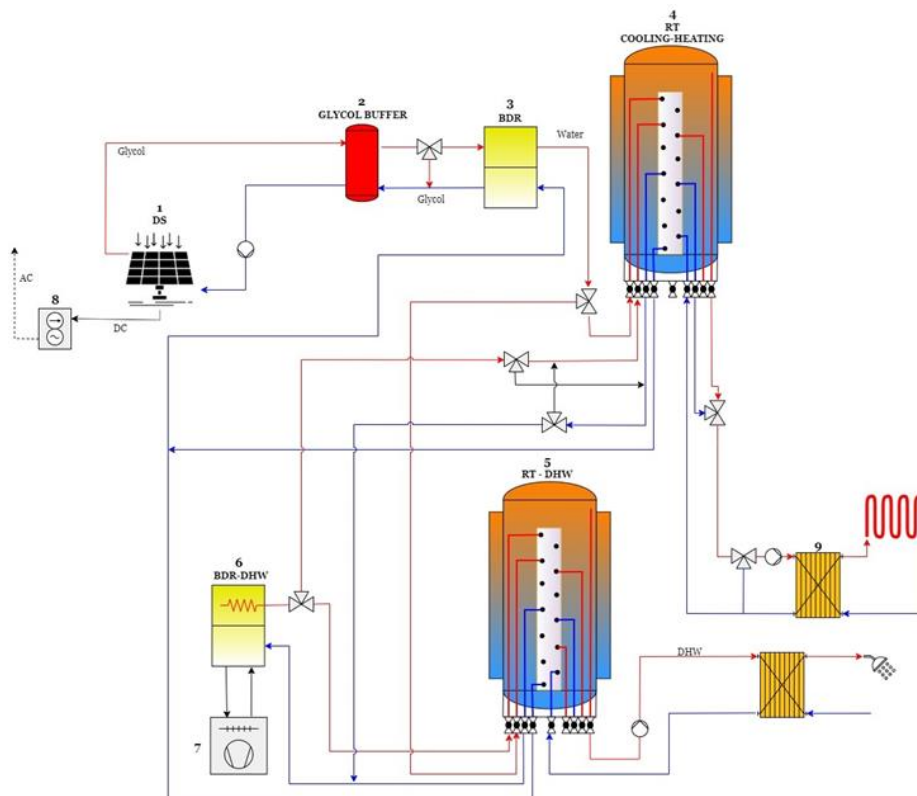 4
RT
COOLING-HEATING
2
GLYCOL BUFFER
3
BDR
Water
Glycol
Glycol
1
DS
AC
8
DC
5
RT - DHW
6
BDR-DHW
9
DHW
7